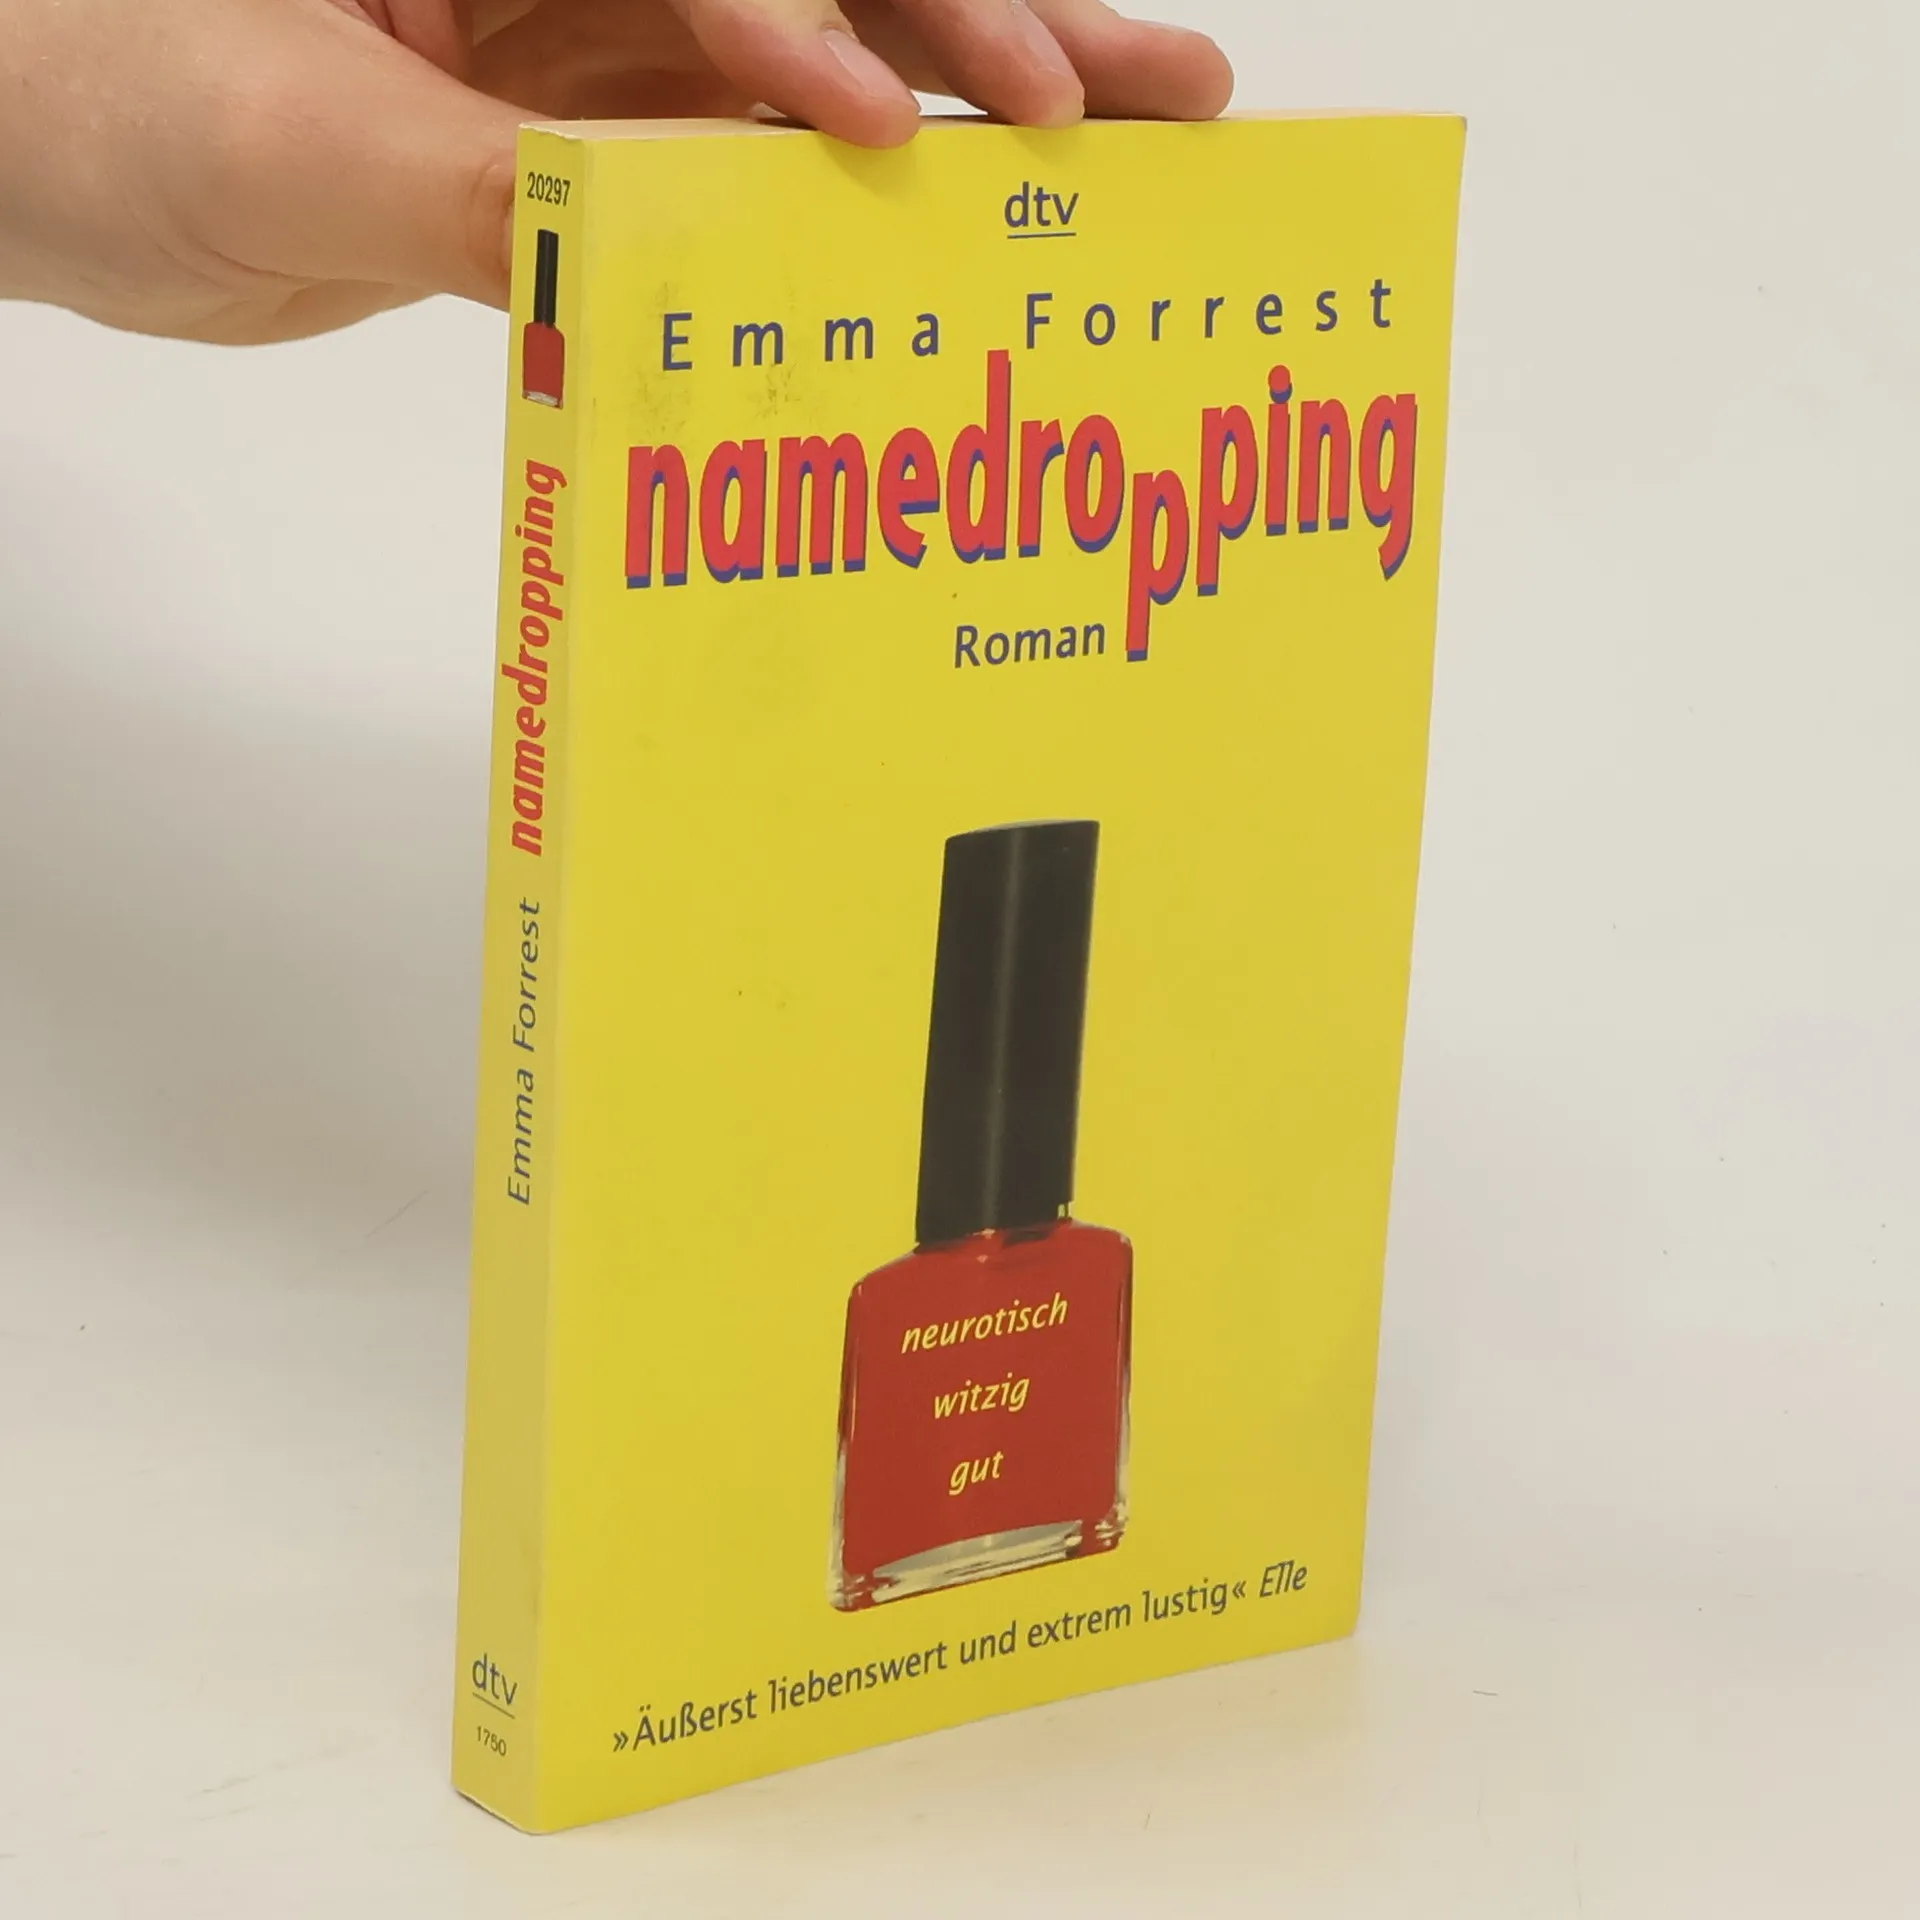 20297
namedropping
Emma Forrest
dtv
1750
dtv
Emma Forrest
namedropping
Roman
neurotisch
witzig
gut
»Äußerst liebenswert und extrem lustig« Elle